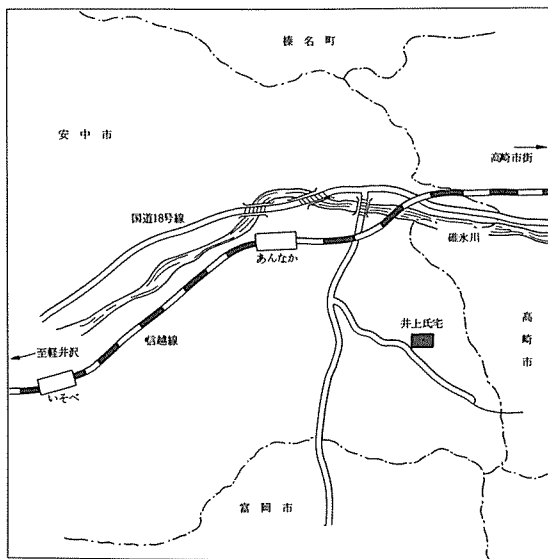 榛名町
安中市
高崎市街
国道18号線
あんなか
碓氷川
信越線
井上氏宅
高崎市
至軽井沢
いそべ
富岡市